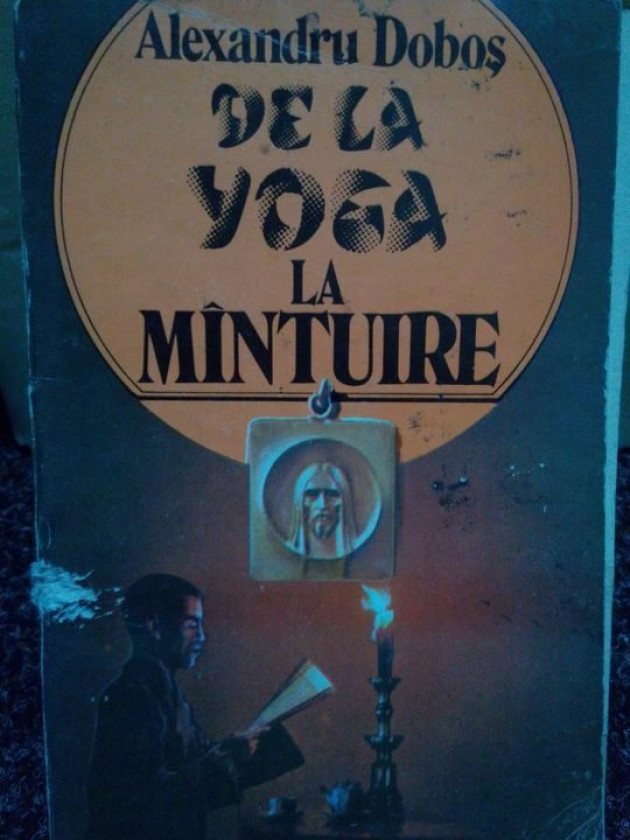 Alexandru Doboş
DE LA
YOGA
LA
MÎNTUIRE